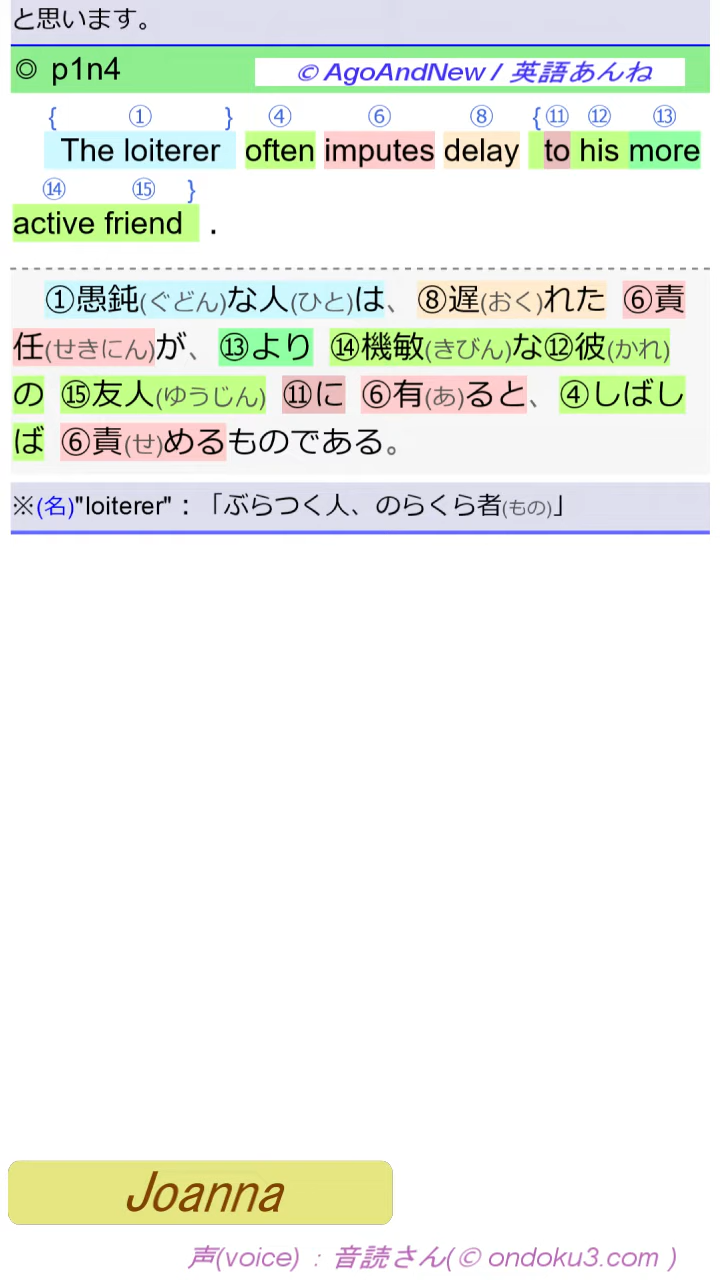 と思います。
◎ p1n4
© AgoAndNew / 英語あんね
{ ① } ④ ⑥ ⑧ { ⑪ ⑫ ⑬
The loiterer often imputes delay to his more
⑭ ⑮ }
active friend .
①愚鈍(ぐどん)な人(ひと)は、⑧遅(おく)れた ⑥責
任(せきにん)が、⑬より ⑭機敏(きびん)な⑫彼(かれ)
の ⑮友人(ゆうじん) ⑪に ⑥有(あ)ると、④しばし
ば ⑥責(せ)めるものである。
※(名)"loiterer"：「ぶらつく人、のらくら者(もの)」
Joanna
声(voice) ：音読さん(© ondoku3.com )